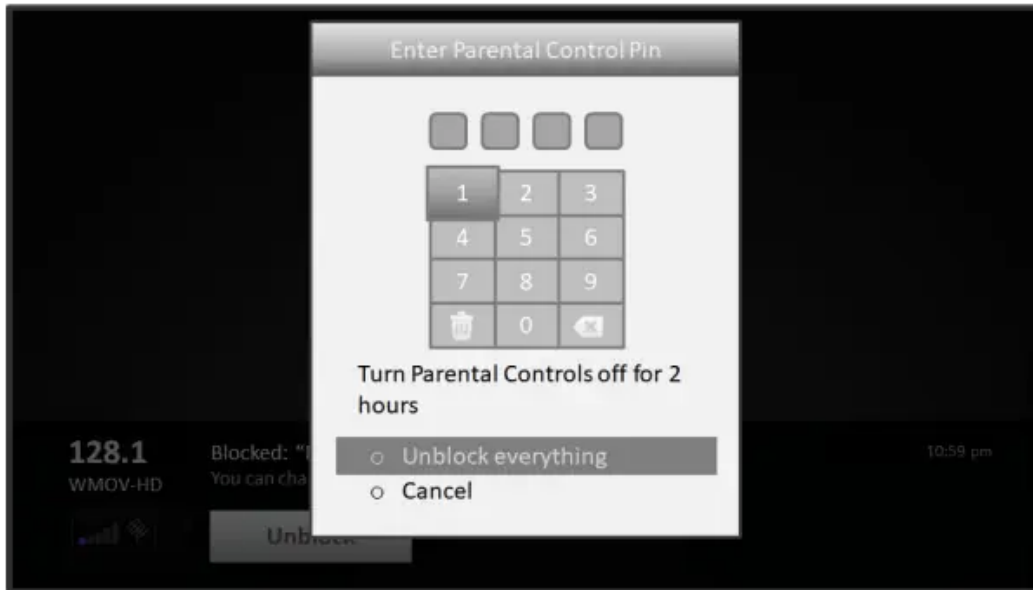 Enter Parental Control Pin
1 2 3
4 5 6
7 8 9
0
Turn Parental Controls off for 2
hours
Unblock everything
Cancel
128.1
WMOV-HD
Blocked: "
You can cha
10:59 pm
Unblock